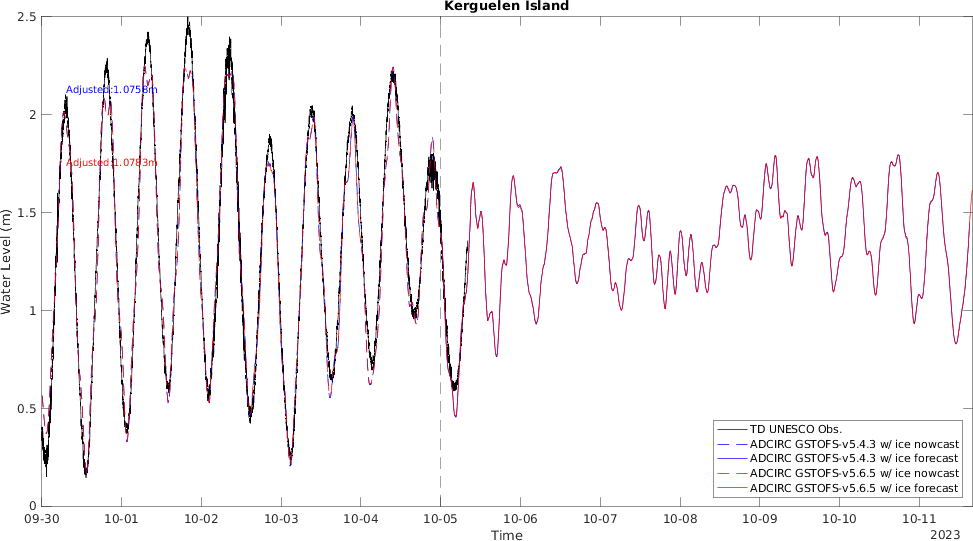 Kerguelen Island
2.5
2
1.5
1
0.5
0
Water Level (m)
Adjusted:1.0758m
Adjusted:1.0783m
TD UNESCO Obs.
ADCIRC GSTOFS-v5.4.3 w/ ice nowcast
ADCIRC GSTOFS-v5.4.3 w/ ice forecast
ADCIRC GSTOFS-v5.6.5 w/ ice nowcast
ADCIRC GSTOFS-v5.6.5 w/ ice forecast
09-30 10-01 10-02 10-03 10-04 10-05 10-06 10-07 10-08 10-09 10-10 10-11
Time
2023